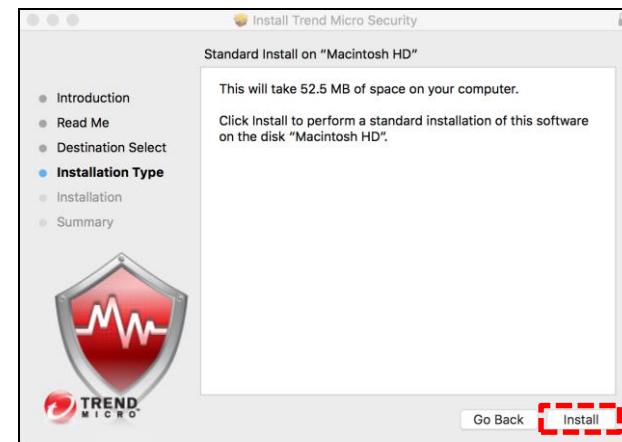 Install Trend Micro Security
Standard Install on “Macintosh HD”
Introduction
Read Me
Destination Select
Installation Type
Installation
Summary
This will take 52.5 MB of space on your computer.
Click Install to perform a standard installation of this software
on the disk “Macintosh HD”.
TREND
MICRO
Go Back
Install